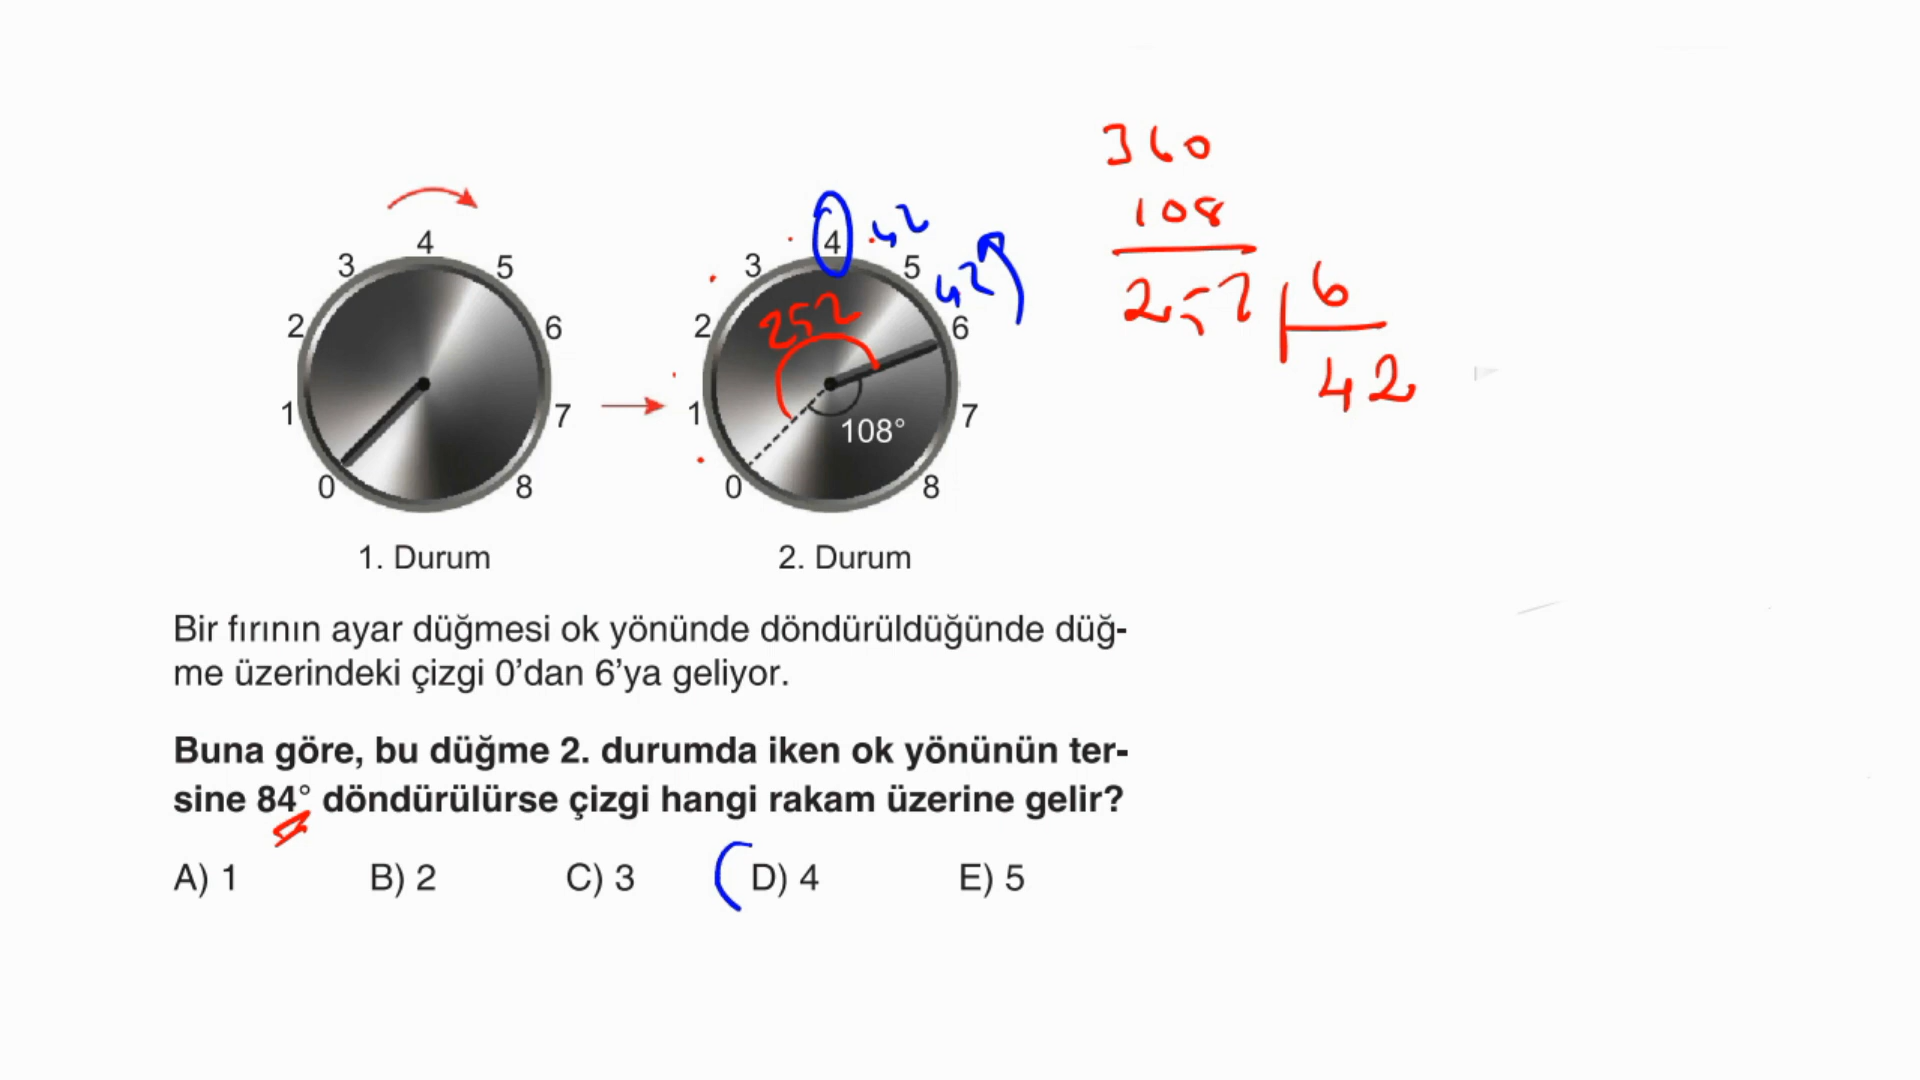 360
108
252 6
42
4 4 42
3 5 3 5 42
2 6 2 252 6
1 7 1 108° 7
0 8 0 8
1. Durum 2. Durum
Bir fırının ayar düğmesi ok yönünde döndürüldüğünde düğ-
me üzerindeki çizgi 0’dan 6’ya geliyor.
Buna göre, bu düğme 2. durumda iken ok yönünün ter-
sine 84° döndürülürse çizgi hangi rakam üzerine gelir?
A) 1 B) 2 C) 3 D) 4 E) 5